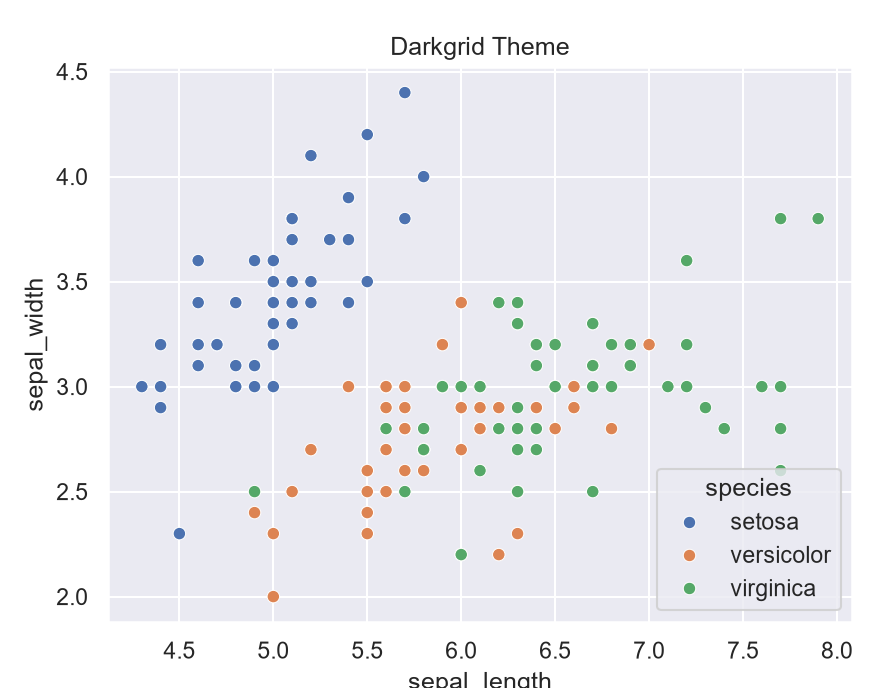 Darkgrid Theme
4.5
4.0
3.5
3.0
2.5
2.0
sepal_width
species
setosa
versicolor
virginica
4.5 5.0 5.5 6.0 6.5 7.0 7.5 8.0
sepal_length